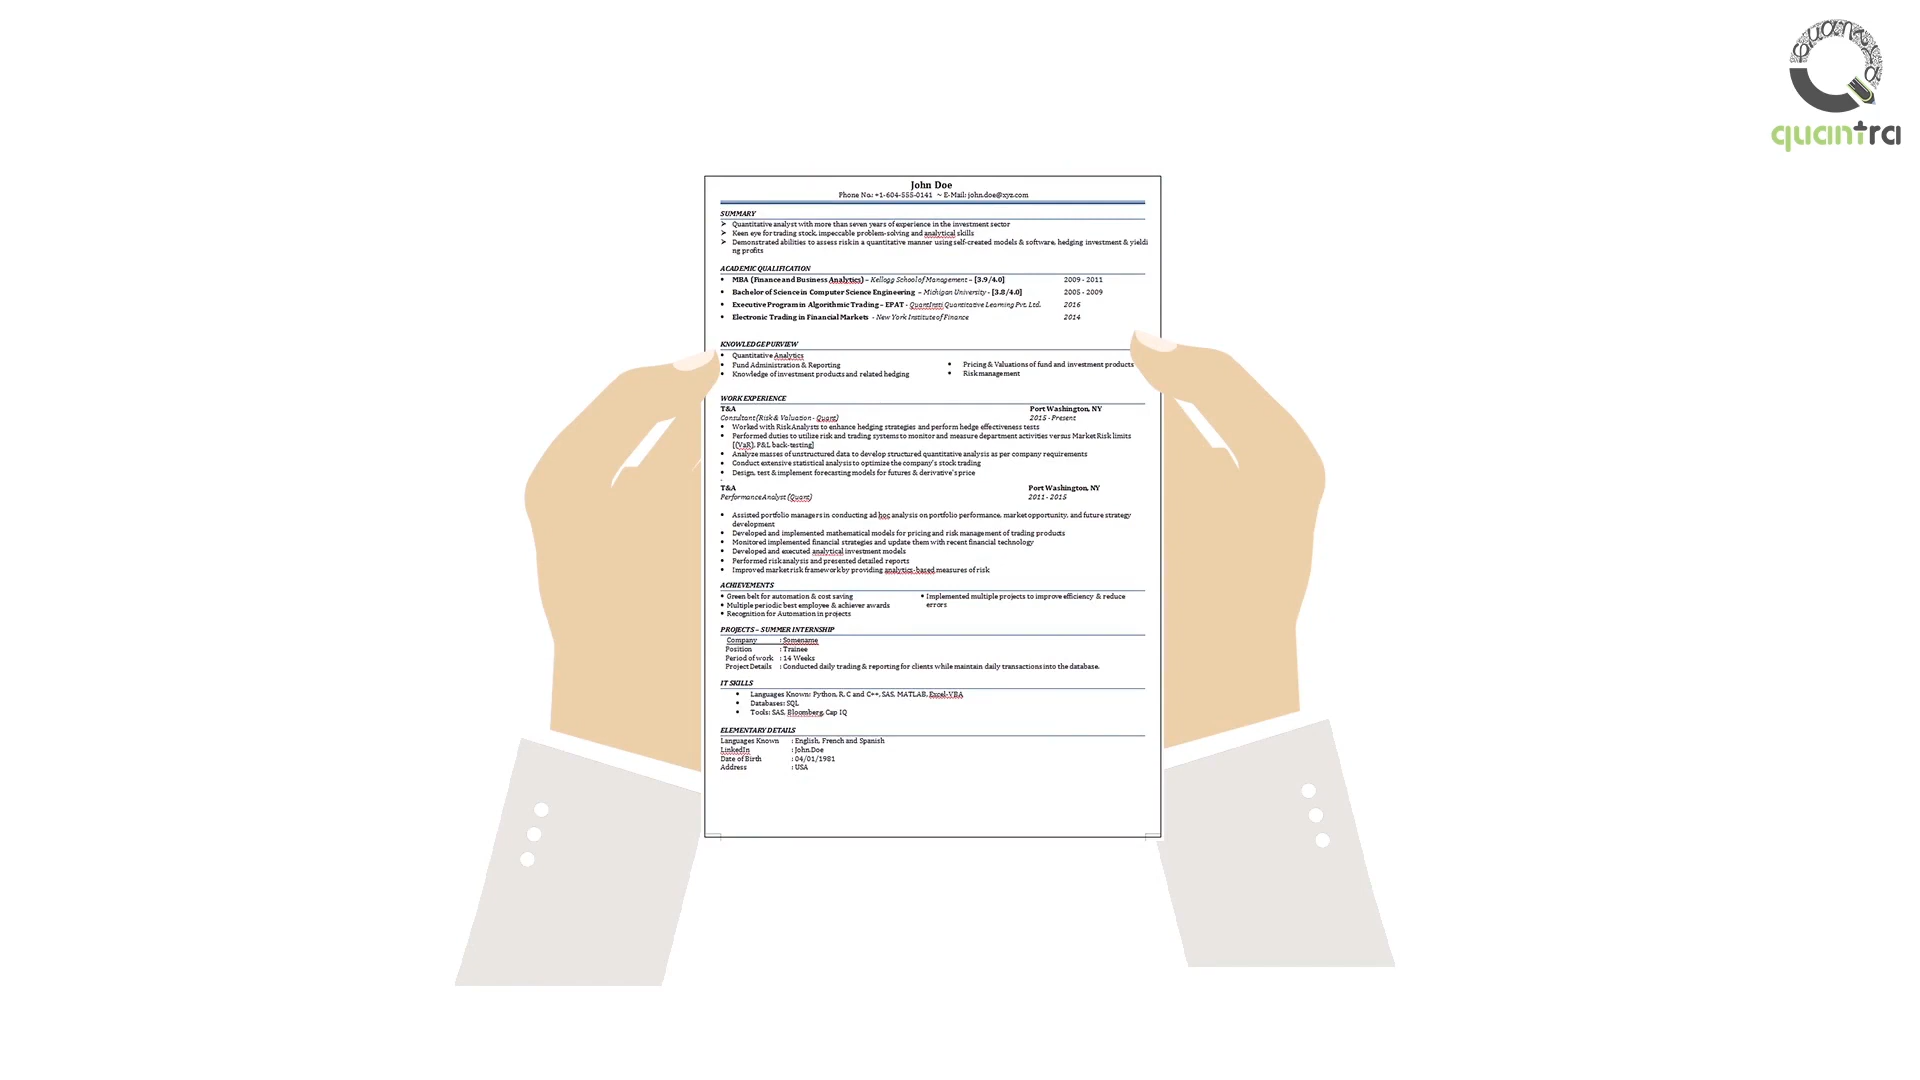 quantra
John Doe
Phone No.: +1-604-555-0141 ~ E-Mail: john.doe@xyz.com
SUMMARY
➢ Quantitative analyst with more than seven years of experience in the investment sector
➢ Keen eye for trading stock, impeccable problem-solving and analytical skills
➢ Demonstrated abilities to assess risk in a quantitative manner using self-created models & software, hedging investment & yieldi
ng profits
ACADEMIC QUALIFICATION
• MBA (Finance and Business Analytics) – Kellogg School of Management – [3.9/4.0] 2009 - 2011
• Bachelor of Science in Computer Science Engineering – Michigan University - [3.8/4.0] 2005 - 2009
• Executive Program in Algorithmic Trading – EPAT - QuantInsti Quantitative Learning Pvt. Ltd. 2016
• Electronic Trading in Financial Markets - New York Institute of Finance 2014
KNOWLEDGE PURVIEW
• Quantitative Analytics
• Fund Administration & Reporting
• Knowledge of investment products and related hedging
• Pricing & Valuations of fund and investment products
• Risk management
WORK EXPERIENCE
T&A Port Washington, NY
Consultant (Risk & Valuation - Quant) 2015 - Present
• Worked with Risk Analysts to enhance hedging strategies and perform hedge effectiveness tests
• Performed duties to utilize risk and trading systems to monitor and measure department activities versus Market Risk limits
[(VaR), P&L back-testing]
• Analyze masses of unstructured data to develop structured quantitative analysis as per company requirements
• Conduct extensive statistical analysis to optimize the company's stock trading
• Design, test & implement forecasting models for futures & derivative's price
T&A Port Washington, NY
Performance Analyst (Quant) 2011 - 2015
• Assisted portfolio managers in conducting ad hoc analysis on portfolio performance, market opportunity, and future strategy
development
• Developed and implemented mathematical models for pricing and risk management of trading products
• Monitored implemented financial strategies and update them with recent financial technology
• Developed and executed analytical investment models
• Performed risk analysis and presented detailed reports
• Improved market risk framework by providing analytics-based measures of risk
ACHIEVEMENTS
• Green belt for automation & cost saving
• Multiple periodic best employee & achiever awards
• Recognition for Automation in projects
• Implemented multiple projects to improve efficiency & reduce
errors
PROJECTS – SUMMER INTERNSHIP
Company : Somename
Position : Trainee
Period of work : 14 Weeks
Project Details : Conducted daily trading & reporting for clients while maintain daily transactions into the database.
IT SKILLS
• Languages Known: Python, R, C and C++, SAS, MATLAB, Excel-VBA
• Databases: SQL
• Tools: SAS, Bloomberg, Cap IQ
ELEMENTARY DETAILS
Languages Known : English, French and Spanish
LinkedIn : John.Doe
Date of Birth : 04/01/1981
Address : USA